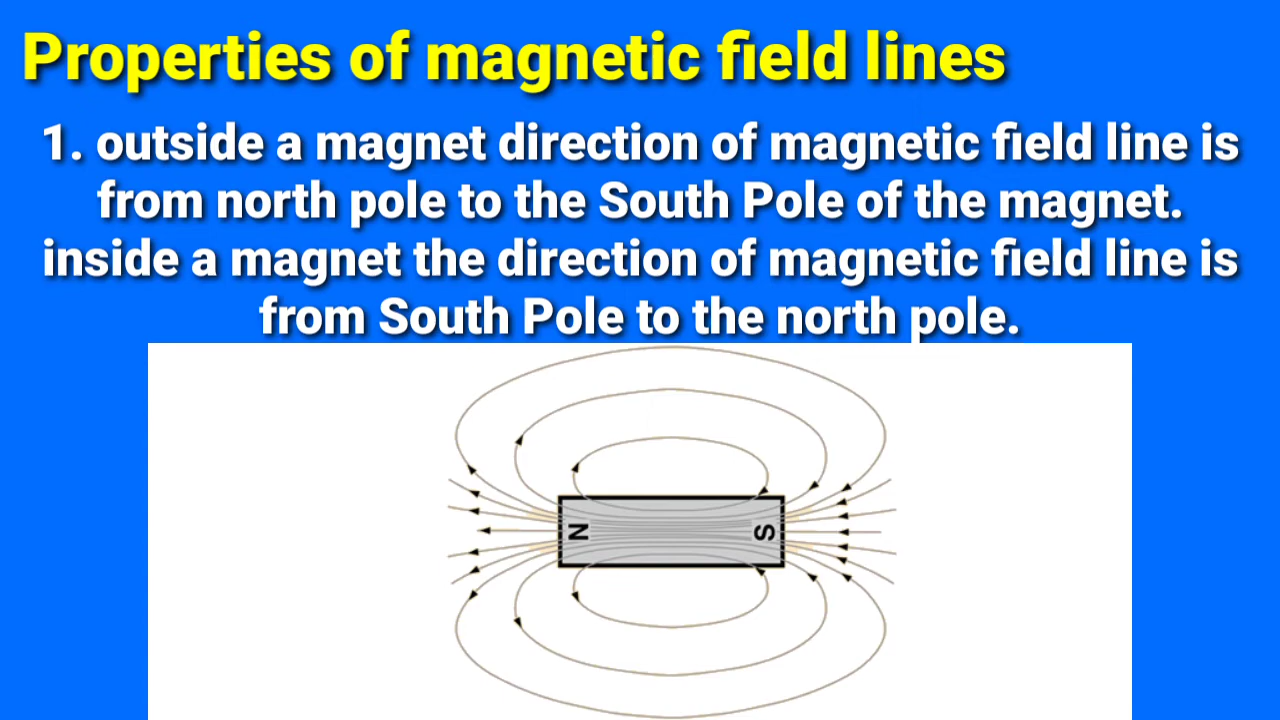 Properties of magnetic field lines
1. outside a magnet direction of magnetic field line is
from north pole to the South Pole of the magnet.
inside a magnet the direction of magnetic field line is
from South Pole to the north pole.
N
S